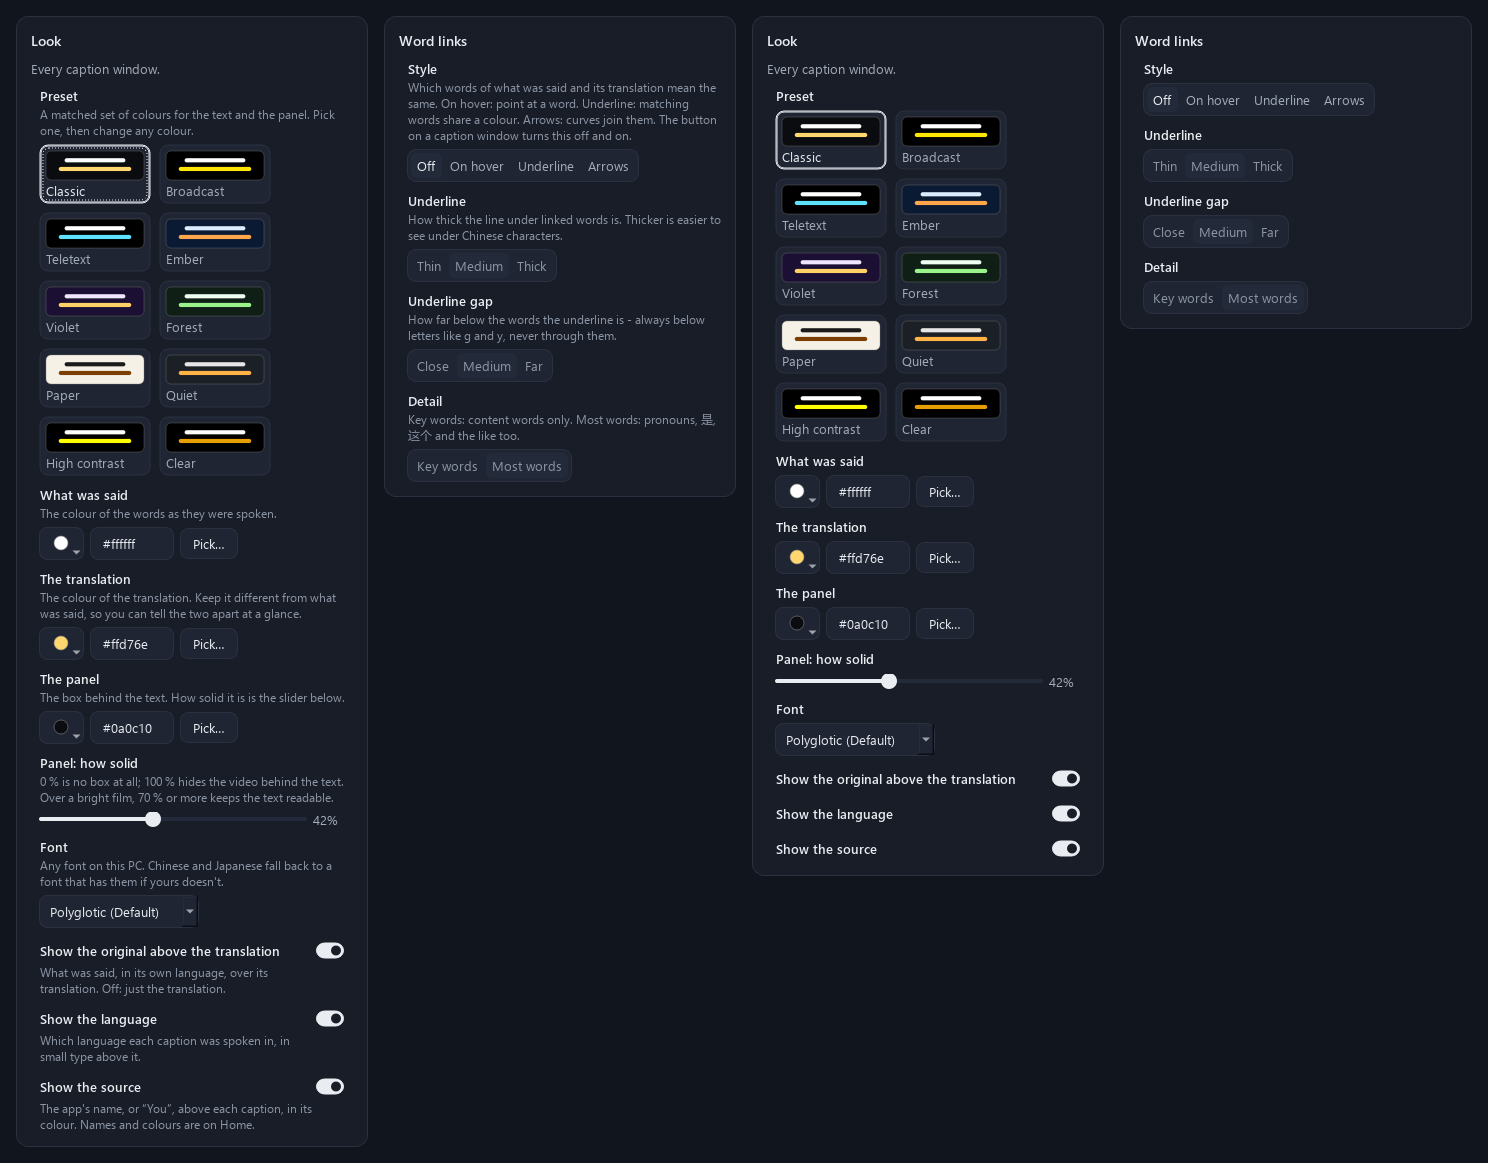 Look
Every caption window.
Preset
A matched set of colours for the text and the panel. Pick
one, then change any colour.
Classic
Broadcast
Teletext
Ember
Violet
Forest
Paper
Quiet
High contrast
Clear
What was said
The colour of the words as they were spoken.
#ffffff
Pick...
The translation
The colour of the translation. Keep it different from what
was said, so you can tell the two apart at a glance.
#ffd76e
Pick...
The panel
The box behind the text. How solid it is is the slider below.
#0a0c10
Pick...
Panel: how solid
0 % is no box at all; 100 % hides the video behind the text.
Over a bright film, 70 % or more keeps the text readable.
42%
Font
Any font on this PC. Chinese and Japanese fall back to a
font that has them if yours doesn't.
Polyglotic (Default)
Show the original above the translation
What was said, in its own language, over its
translation. Off: just the translation.
Show the language
Which language each caption was spoken in, in
small type above it.
Show the source
The app's name, or “You”, above each caption, in its
colour. Names and colours are on Home.
Word links
Style
Which words of what was said and its translation mean the
same. On hover: point at a word. Underline: matching
words share a colour. Arrows: curves join them. The button
on a caption window turns this off and on.
Off On hover Underline Arrows
Underline
How thick the line under linked words is. Thicker is easier to
see under Chinese characters.
Thin Medium Thick
Underline gap
How far below the words the underline is - always below
letters like g and y, never through them.
Close Medium Far
Detail
Key words: content words only. Most words: pronouns, 是,
这个 and the like too.
Key words Most words
Look
Every caption window.
Preset
Classic
Broadcast
Teletext
Ember
Violet
Forest
Paper
Quiet
High contrast
Clear
What was said
#ffffff
Pick...
The translation
#ffd76e
Pick...
The panel
#0a0c10
Pick...
Panel: how solid
42%
Font
Polyglotic (Default)
Show the original above the translation
Show the language
Show the source
Word links
Style
Off On hover Underline Arrows
Underline
Thin Medium Thick
Underline gap
Close Medium Far
Detail
Key words Most words